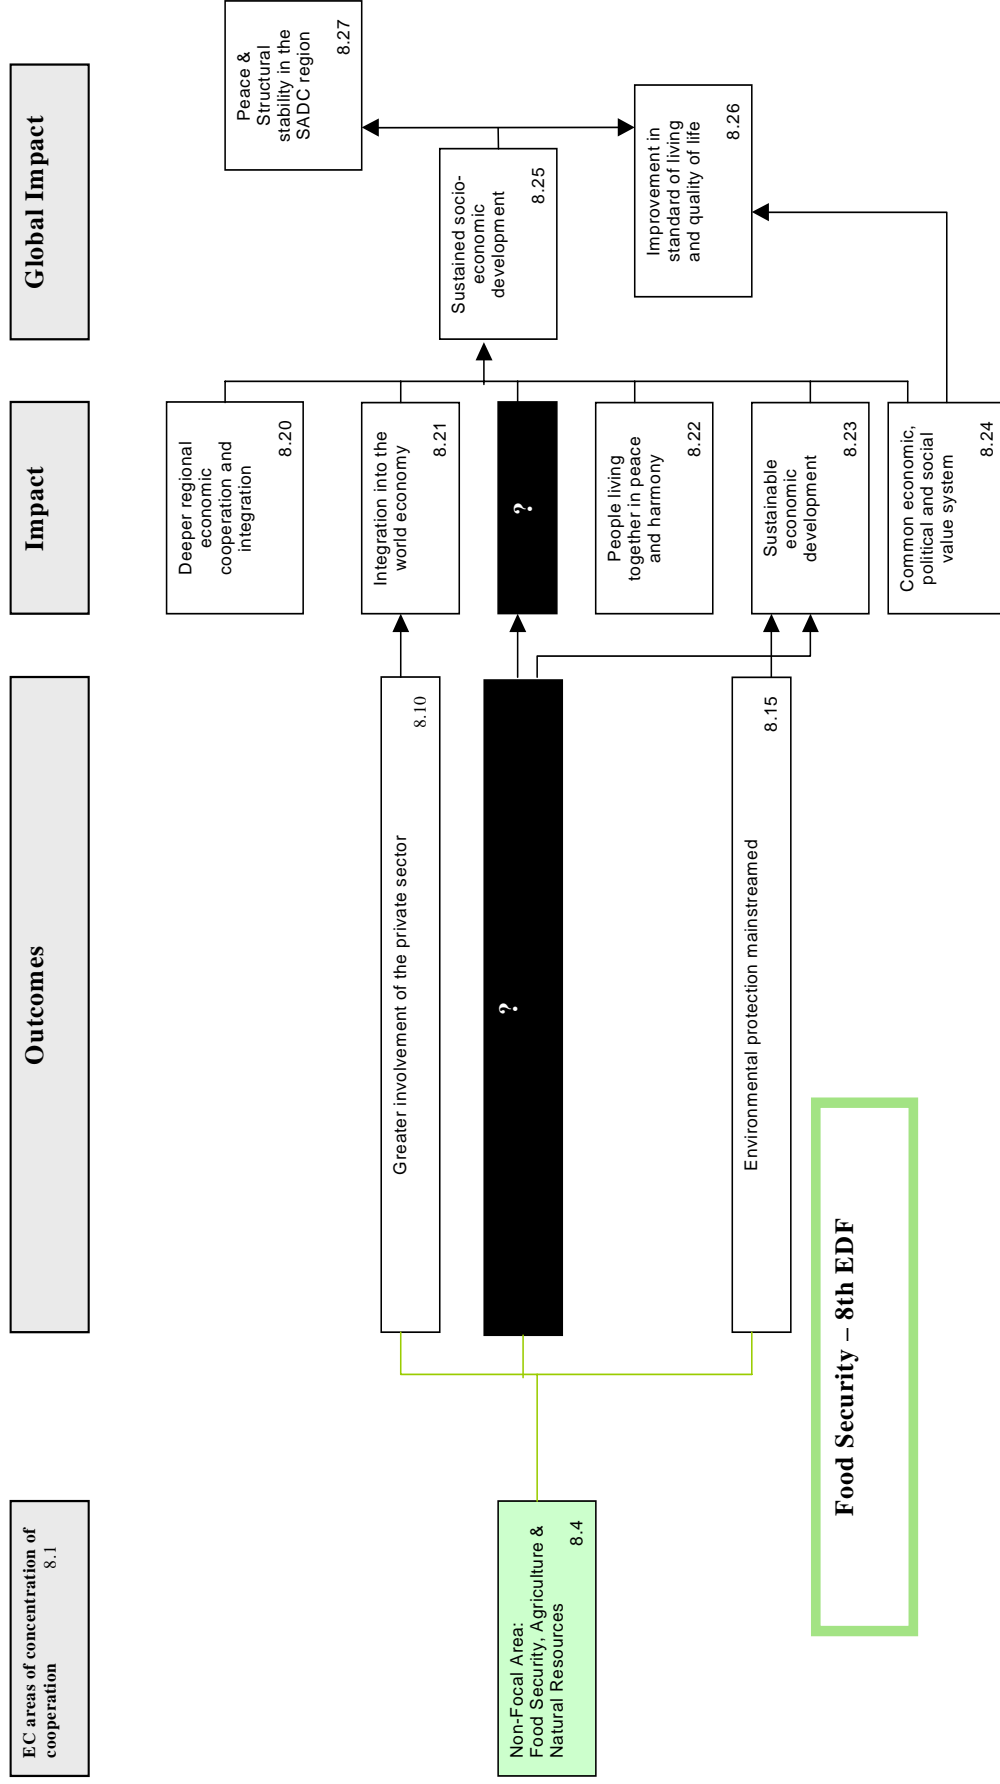 EC areas of concentration of
cooperation 8.1
Outcomes
Impact
Global Impact
Non-Focal Area:
Food Security, Agriculture &
Natural Resources
8.4
Greater involvement of the private sector
8.10
?
Environmental protection mainstreamed
8.15
Deeper regional
economic
cooperation and
integration
8.20
Integration into the
world economy
8.21
?
People living
together in peace
and harmony
8.22
Sustainable
economic
development
8.23
Common economic,
political and social
value system
8.24
Sustained socio-
economic
development
8.25
Peace &
Structural
stability in the
SADC region
8.27
Improvement in
standard of living
and quality of life
8.26
Food Security – 8th EDF